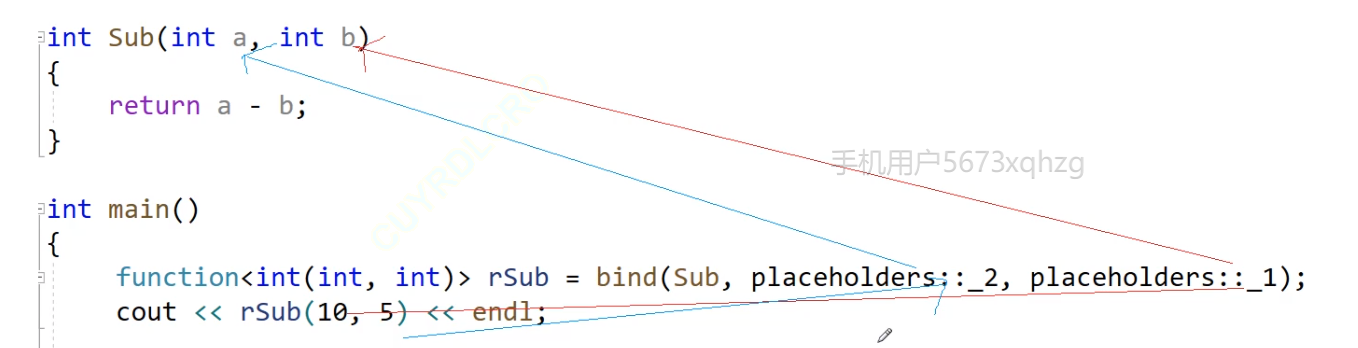 int Sub(int a, int b)
{
return a - b;
}
手机用户5673xqhzg
CUYRDLCRO
int main()
{
function<int(int, int)> rSub = bind(Sub, placeholders::_2, placeholders::_1);
cout << rSub(10, 5) << endl;